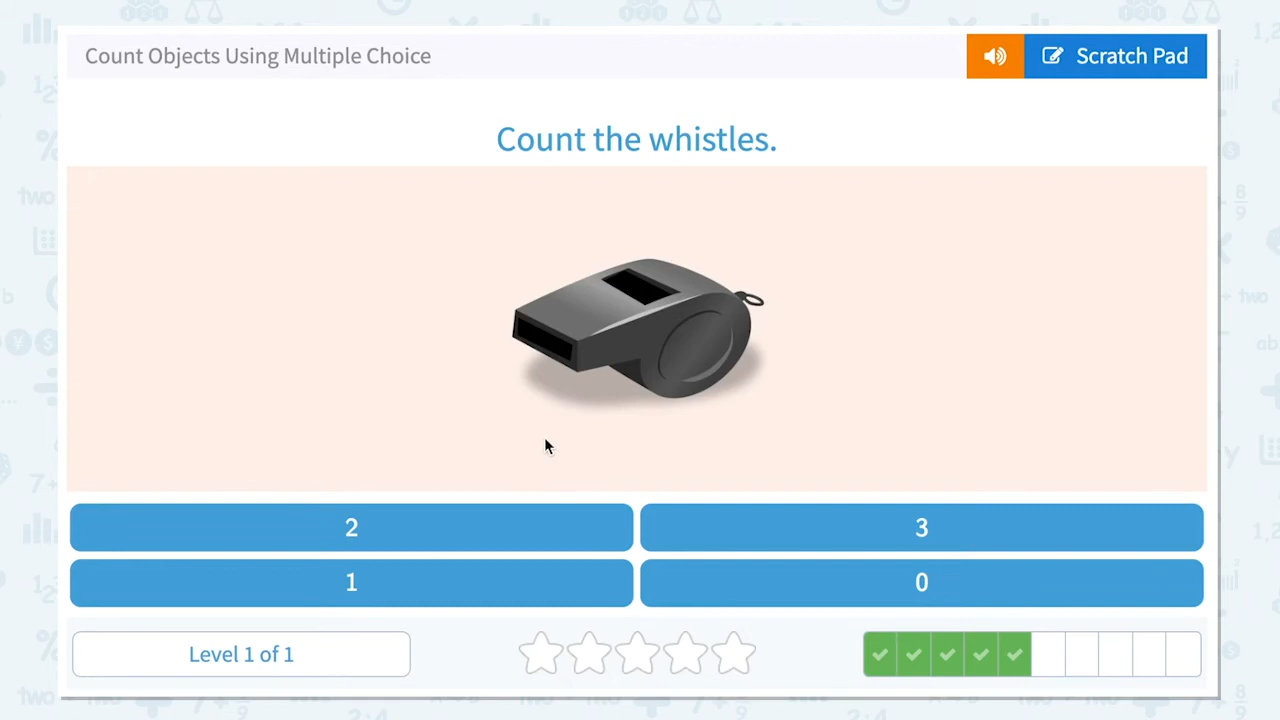 Count Objects Using Multiple Choice
Scratch Pad
Count the whistles.
2
3
1
0
Level 1 of 1